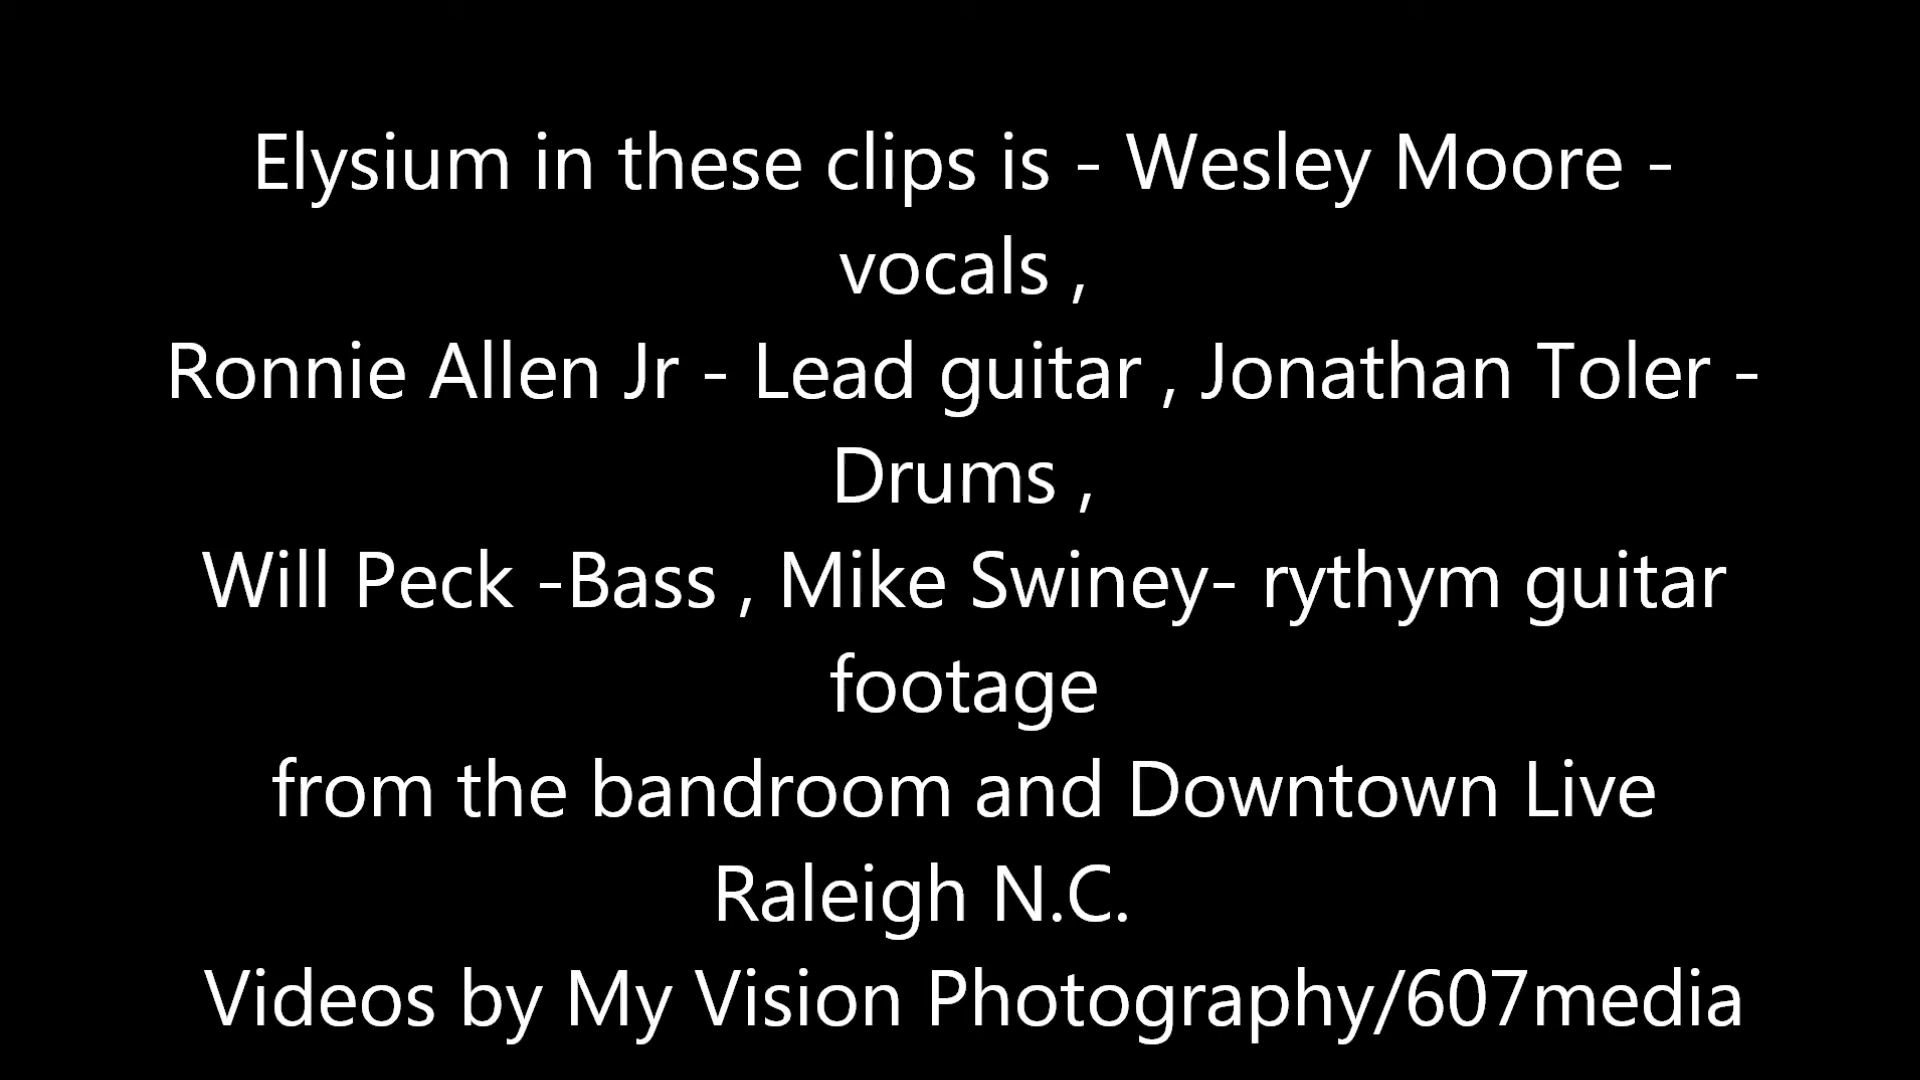 Elysium in these clips is - Wesley Moore -
vocals ,
Ronnie Allen Jr - Lead guitar , Jonathan Toler -
Drums ,
Will Peck -Bass , Mike Swiney- rythym guitar
footage
from the bandroom and Downtown Live
Raleigh N.C.
Videos by My Vision Photography/607media